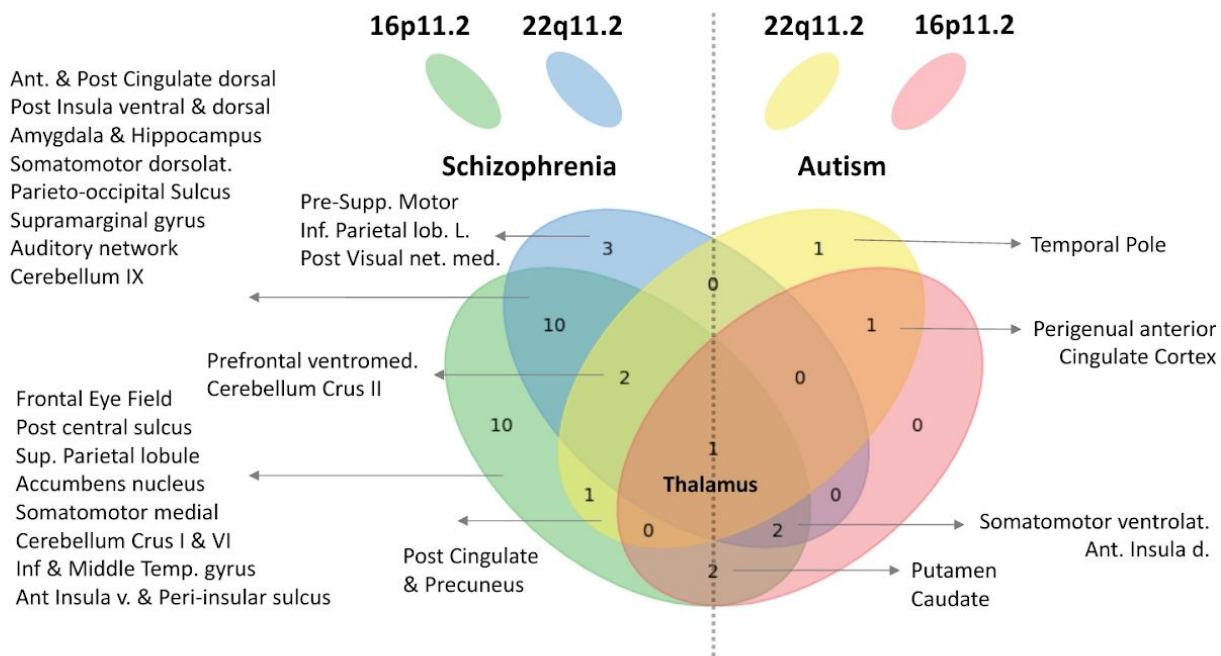 16p11.2 22q11.2 22q11.2 16p11.2
Schizophrenia Autism
Ant. & Post Cingulate dorsal
Post Insula ventral & dorsal
Amygdala & Hippocampus
Somatomotor dorsolat.
Parieto-occipital Sulcus
Supramarginal gyrus
Auditory network
Cerebellum IX
Pre-Supp. Motor
Inf. Parietal lob. L.
Post Visual net. med.
3
1
Temporal Pole
0
10
1
Perigenual anterior
Cingulate Cortex
Prefrontal ventromed.
Cerebellum Crus II
2
0
Frontal Eye Field
Post central sulcus
Sup. Parietal lobule
Accumbens nucleus
Somatomotor medial
Cerebellum Crus I & VI
Inf & Middle Temp. gyrus
Ant Insula v. & Peri-insular sulcus
10
0
1
Thalamus
1
0
0
2
Somatomotor ventrolat.
Ant. Insula d.
Post Cingulate
& Precuneus
2
Putamen
Caudate